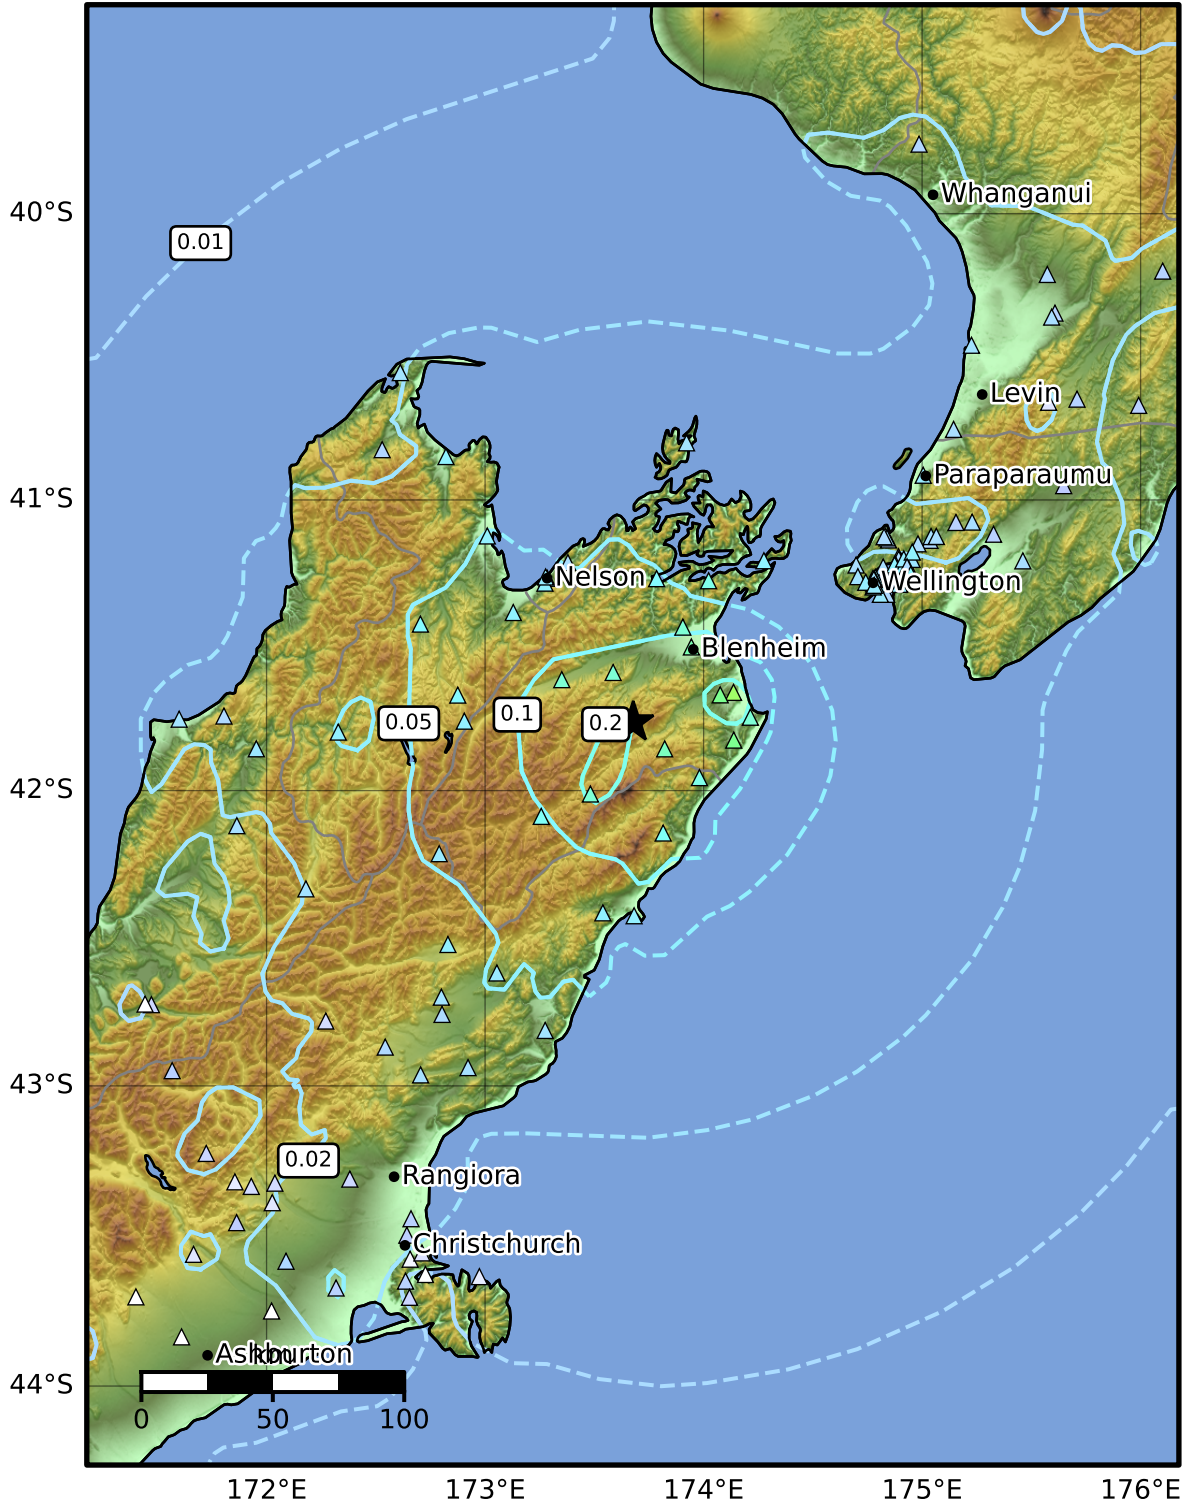 40°S
Whanganui
0.01
Levin
Paraparaumu
41°S
Nelson
Wellington
Blenheim
0.05
0.1
0.2
42°S
43°S
0.02
Rangiora
Christchurch
Ashburton
km
44°S
0
50
100
172°E
173°E
174°E
175°E
176°E